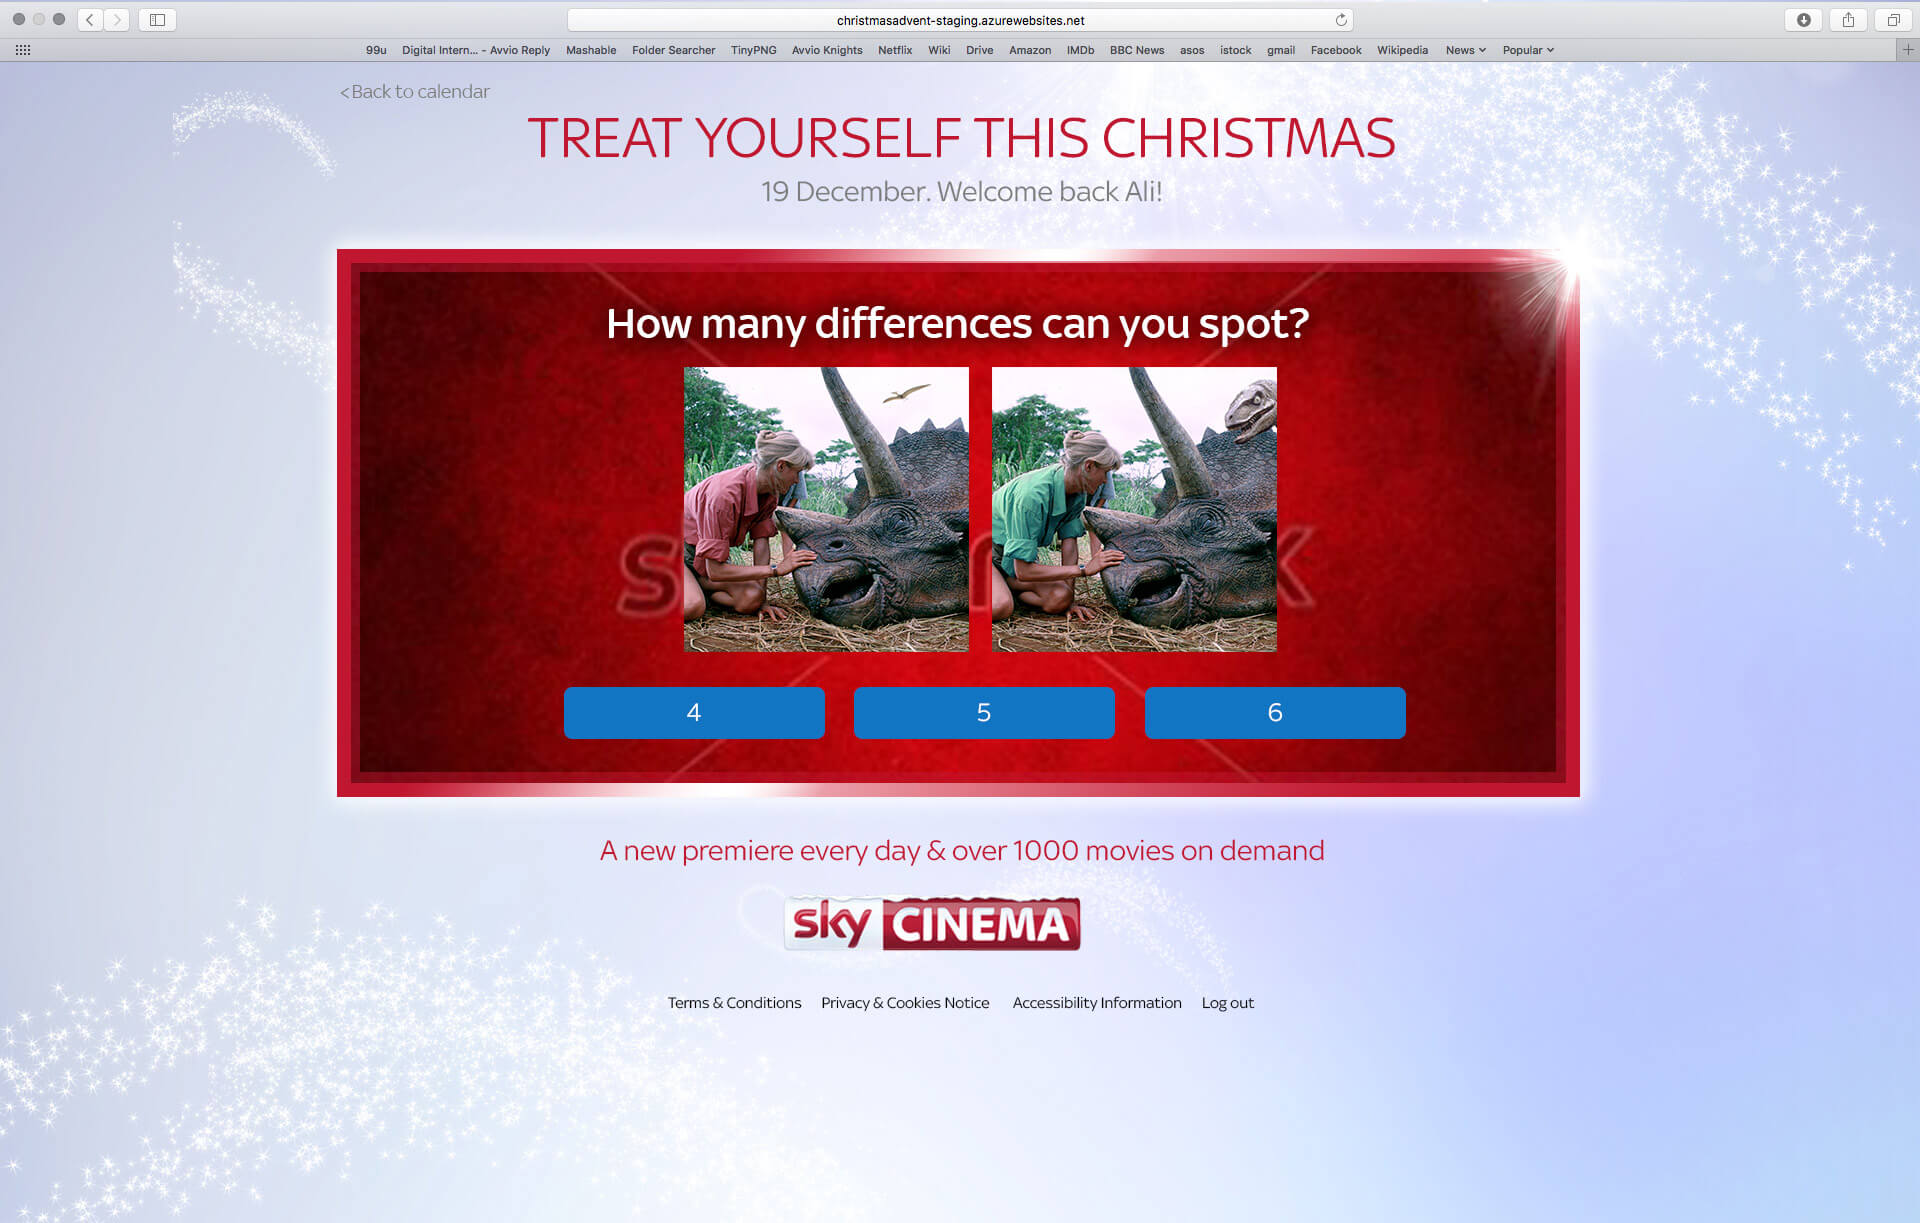 christmasadvent-staging.azurewebsites.net
99u Digital Intern... - Avvio Reply Mashable Folder Searcher TinyPNG Avvio Knights Netflix Wiki Drive Amazon IMDb BBC News asos istock gmail Facebook Wikipedia News Popular
<Back to calendar
TREAT YOURSELF THIS CHRISTMAS
19 December. Welcome back Ali!
How many differences can you spot?
4 5 6
A new premiere every day & over 1000 movies on demand
sky CINEMA
Terms & Conditions Privacy & Cookies Notice Accessibility Information Log out